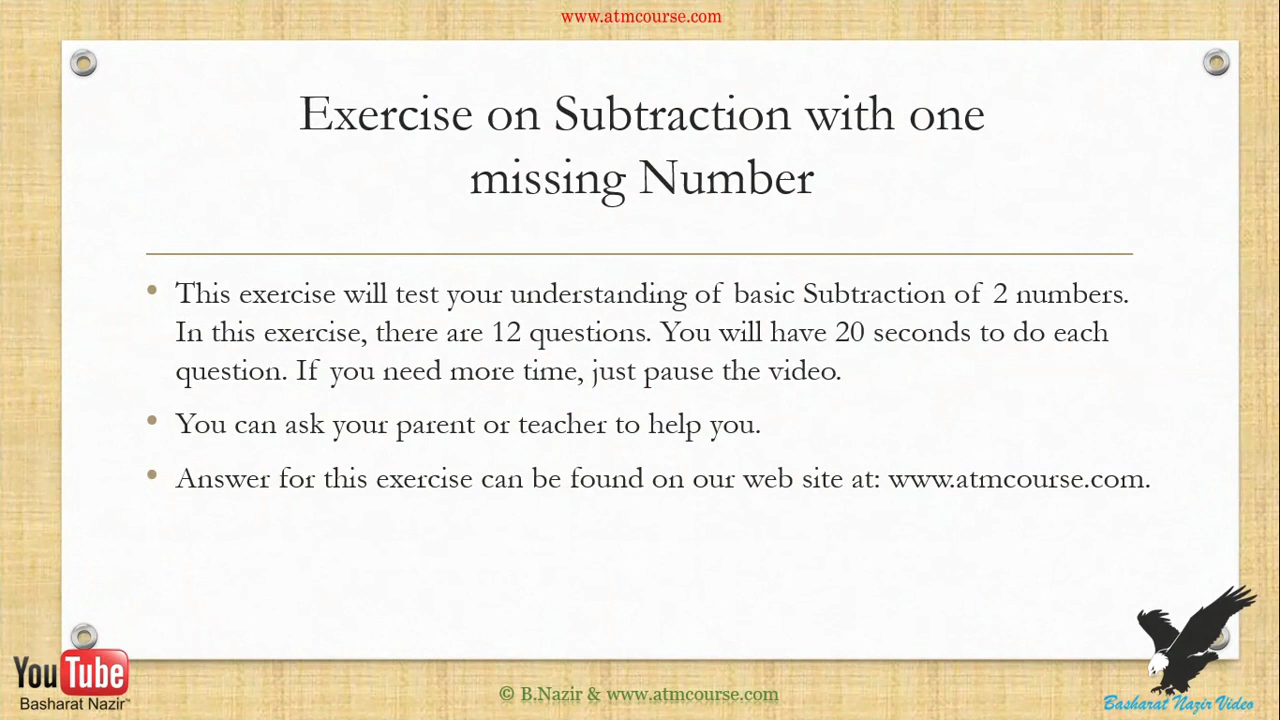 www.atmcourse.com
Exercise on Subtraction with one
missing Number
• This exercise will test your understanding of basic Subtraction of 2 numbers.
In this exercise, there are 12 questions. You will have 20 seconds to do each
question. If you need more time, just pause the video.
• You can ask your parent or teacher to help you.
• Answer for this exercise can be found on our web site at: www.atmcourse.com.
YouTube
Basharat Nazir™
© B.Nazir & www.atmcourse.com
Basharat Nazir Video